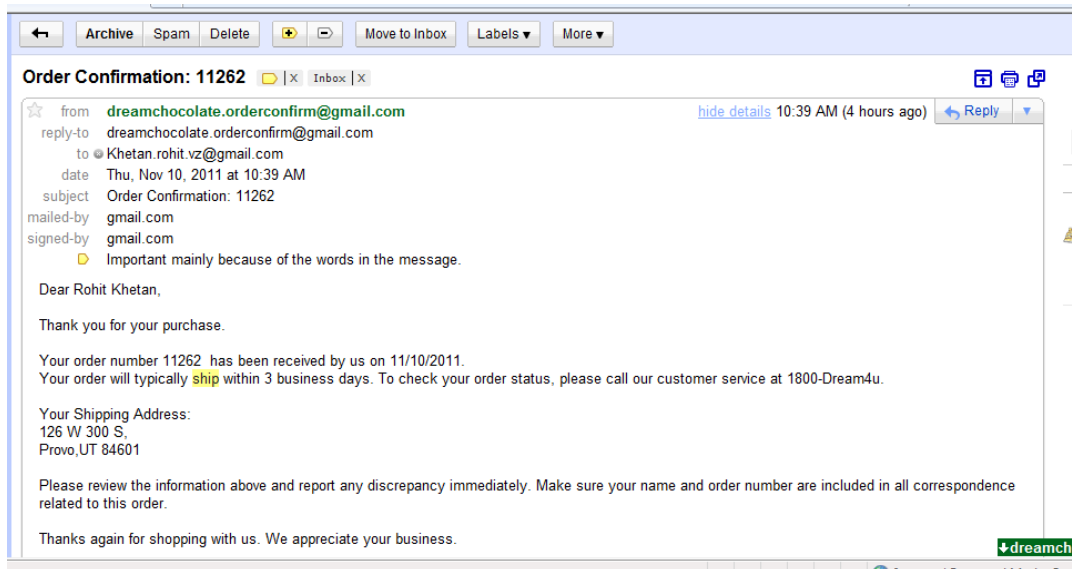 Archive Spam Delete Move to Inbox Labels ▾ More ▾
Order Confirmation: 11262 | X Inbox | X
from dreamchocolate.orderconfirm@gmail.com hide details 10:39 AM (4 hours ago) Reply
reply-to dreamchocolate.orderconfirm@gmail.com
to Khetan.rohit.vz@gmail.com
date Thu, Nov 10, 2011 at 10:39 AM
subject Order Confirmation: 11262
mailed-by gmail.com
signed-by gmail.com
Important mainly because of the words in the message.
Dear Rohit Khetan,
Thank you for your purchase.
Your order number 11262 has been received by us on 11/10/2011.
Your order will typically ship within 3 business days. To check your order status, please call our customer service at 1800-Dream4u.
Your Shipping Address:
126 W 300 S,
Provo,UT 84601
Please review the information above and report any discrepancy immediately. Make sure your name and order number are included in all correspondence
related to this order.
Thanks again for shopping with us. We appreciate your business.
dreamch